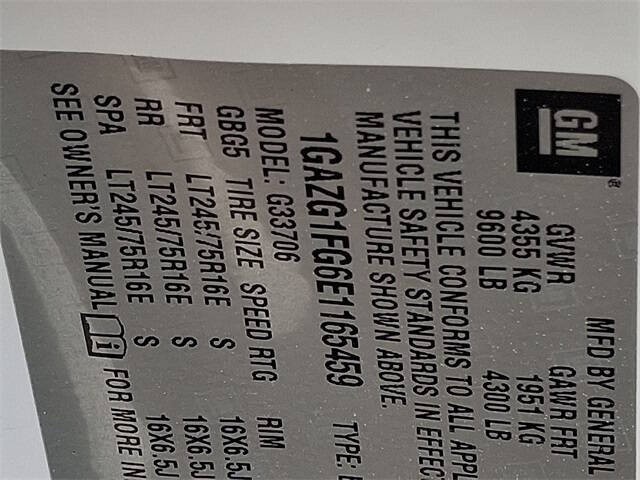 GM
®
MFD BY GENERAL
GVWR GAWR FRT
4355 KG 1951 KG
9600 LB 4300 LB
THIS VEHICLE CONFORMS TO ALL APPL
VEHICLE SAFETY STANDARDS IN EFFECT
MANUFACTURE SHOWN ABOVE.
1GAZG1FG6E1165459 TYPE:
MODEL: G33706
GBG5 TIRE SIZE SPEED RTG RIM
FRT LT245/75R16E S 16X6.5J
RR LT245/75R16E S 16X6.5J
SPA LT245/75R16E S 16X6.5J
SEE OWNER'S MANUAL i FOR MORE IN